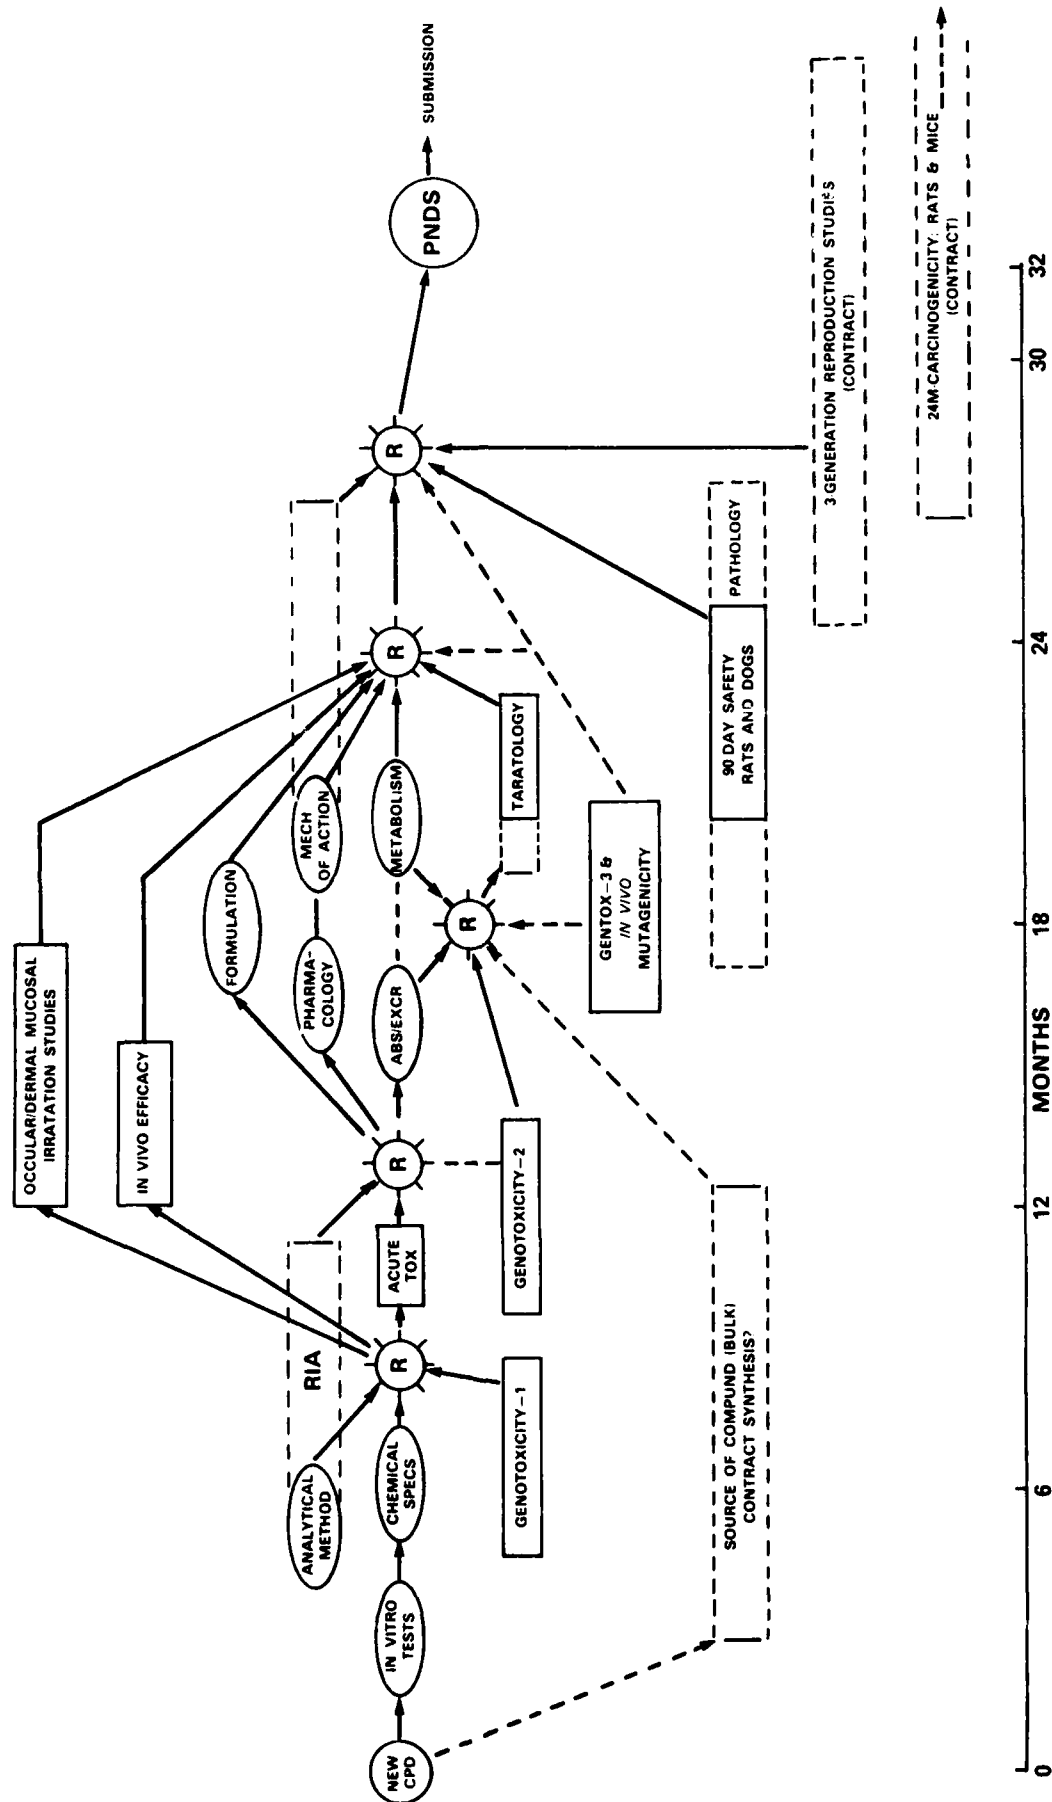 OCCULAR/DERMAL MUCOSAL
IRRATATION STUDIES
IN VIVO EFFICACY
FORMULATION
ANALYTICAL
METHOD
RIA
PHARMA-
COLOGY
MECH
OF ACTION
NEW
CPD
IN VITRO
TESTS
CHEMICAL
SPECS
R
ACUTE
TOX
R
ABS/EXCR
METABOLISM
R
R
PNDS
SUBMISSION
R
GENOTOXICITY-1
GENOTOXICITY-2
TARATOLOGY
GENTOX-3 &
IN VIVO
MUTAGENICITY
SOURCE OF COMPUND (BULK)
CONTRACT SYNTHESIS?
90 DAY SAFETY
RATS AND DOGS
PATHOLOGY
3-GENERATION REPRODUCTION STUDIES
(CONTRACT)
24M-CARCINOGENICITY: RATS & MICE
(CONTRACT)
0
6
12
18
24
30
32
MONTHS